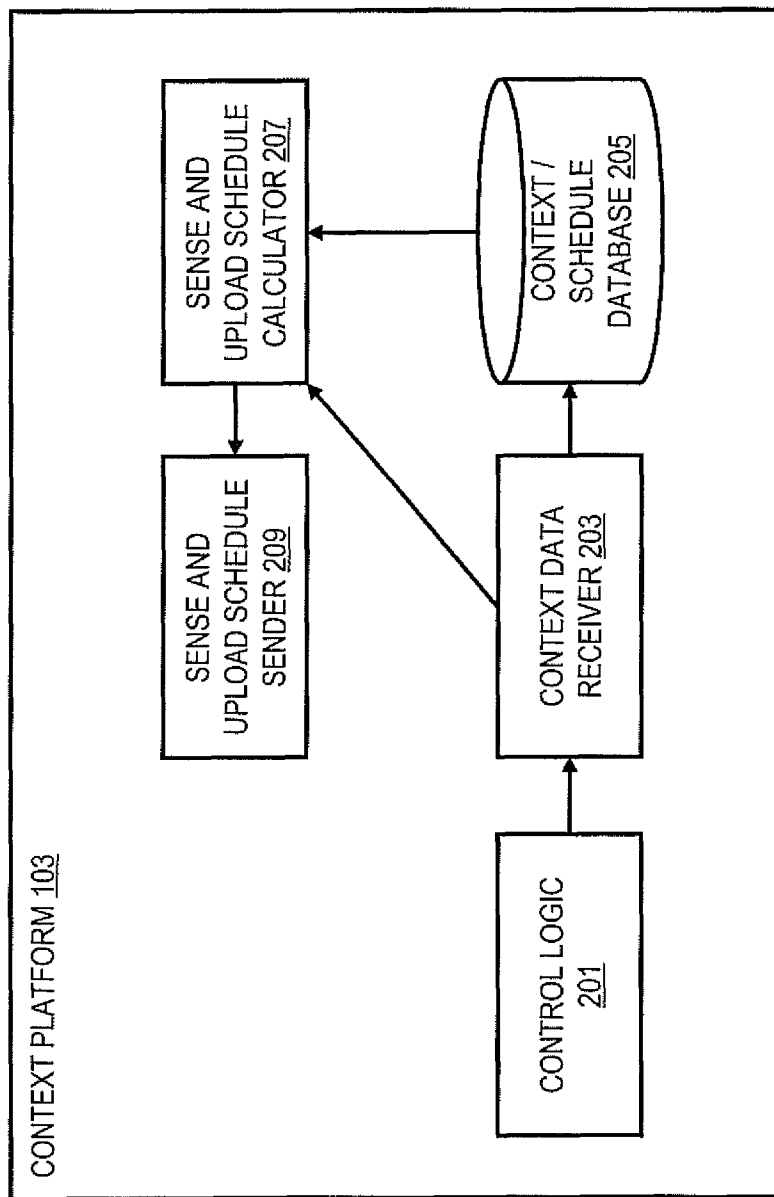 CONTEXT PLATFORM 103
CONTROL LOGIC
201
CONTEXT DATA
RECEIVER 203
CONTEXT /
SCHEDULE
DATABASE 205
SENSE AND
UPLOAD SCHEDULE
CALCULATOR 207
SENSE AND
UPLOAD SCHEDULE
SENDER 209